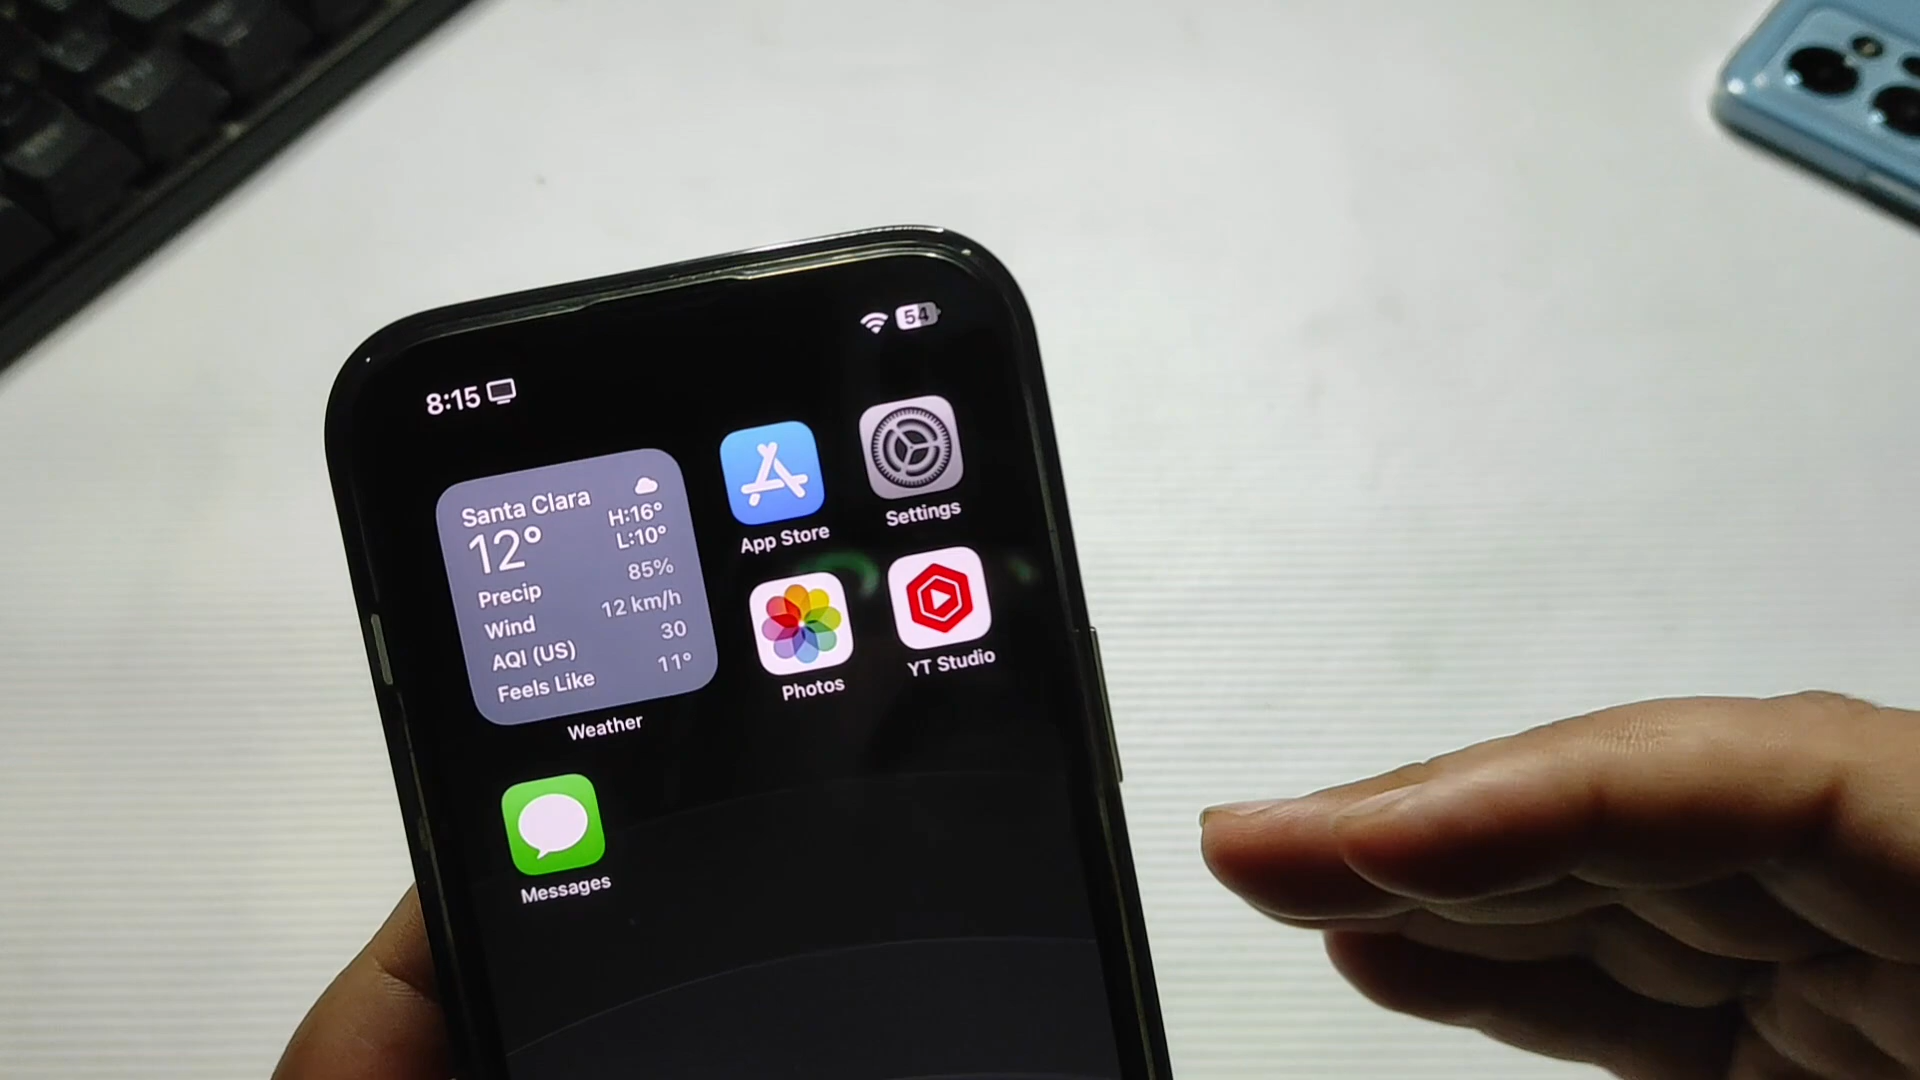 8:15
54
Santa Clara
12°
H:16°
L:10°
Precip 85%
Wind 12 km/h
AQI (US) 30
Feels Like 11°
Weather
App Store
Settings
Photos
YT Studio
Messages